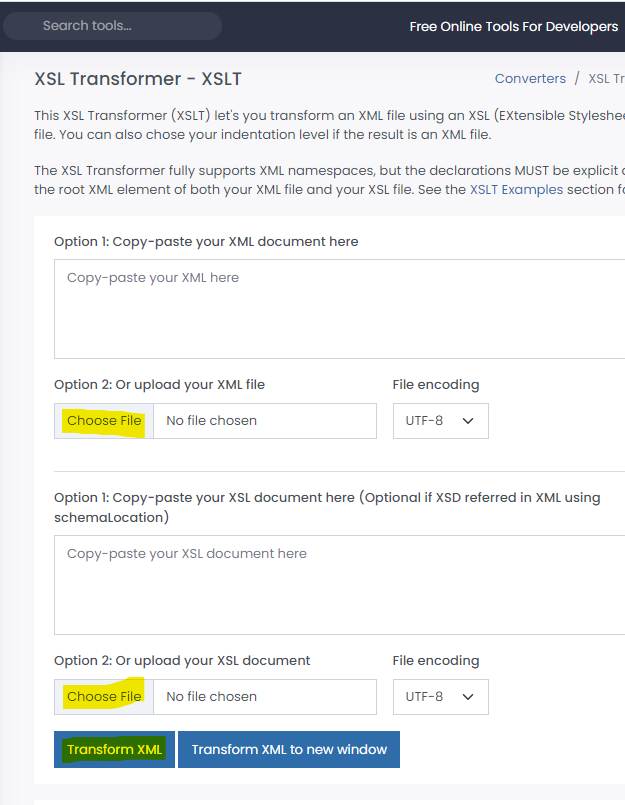 Search tools...
Free Online Tools For Developers
XSL Transformer - XSLT
Converters / XSL Tr
This XSL Transformer (XSLT) let's you transform an XML file using an XSL (EXtensible Styleshe
file. You can also chose your indentation level if the result is an XML file.
The XSL Transformer fully supports XML namespaces, but the declarations MUST be explicit
the root XML element of both your XML file and your XSL file. See the XSLT Examples section fo
Option 1: Copy-paste your XML document here
Copy-paste your XML here
Option 2: Or upload your XML file
File encoding
Choose File No file chosen
UTF-8
Option 1: Copy-paste your XSL document here (Optional if XSD referred in XML using
schemaLocation)
Copy-paste your XSL document here
Option 2: Or upload your XSL document
File encoding
Choose File No file chosen
UTF-8
Transform XML
Transform XML to new window